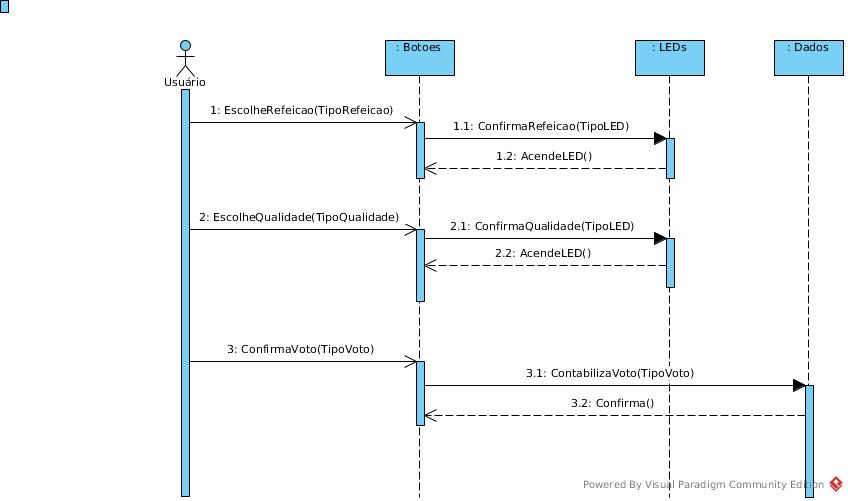 : Botoes
: LEDs
: Dados
Usuário
1: EscolheRefeicao(TipoRefeicao)
1.1: ConfirmaRefeicao(TipoLED)
1.2: AcendeLED()
2: EscolheQualidade(TipoQualidade)
2.1: ConfirmaQualidade(TipoLED)
2.2: AcendeLED()
3: ConfirmaVoto(TipoVoto)
3.1: ContabilizaVoto(TipoVoto)
3.2: Confirma()
Powered By Visual Paradigm Community Edition